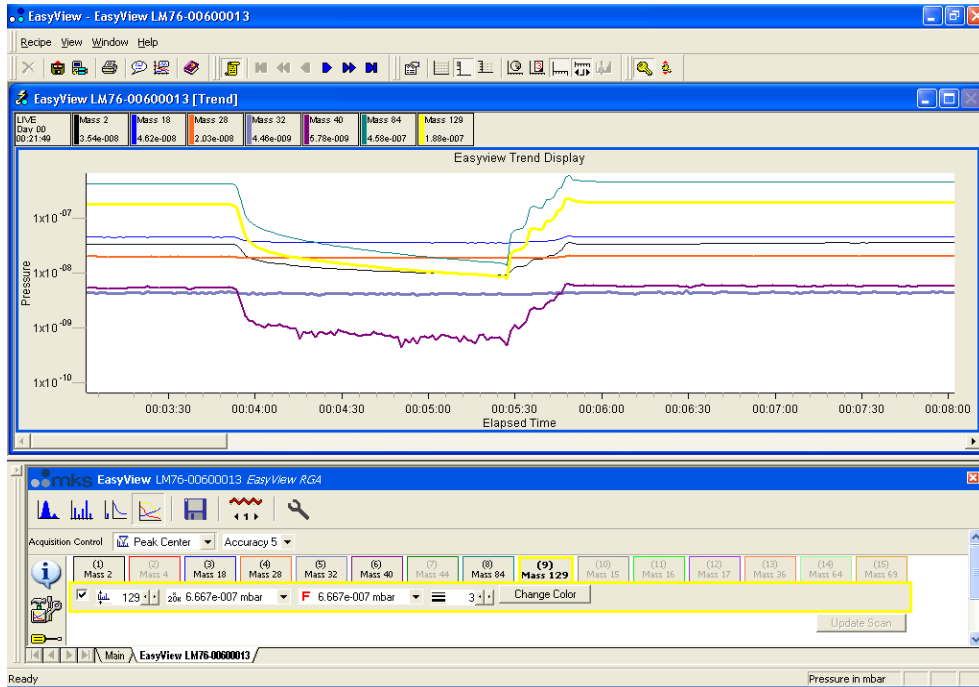 EasyView - EasyView LM76-00600013
Recipe View Window Help
EasyView LM76-00600013 [Trend]
LIVE Mass 2 Mass 18 Mass 28 Mass 32 Mass 40 Mass 84 Mass 129
Day 00
00:21:49 3.54e-008 4.62e-008 2.03e-008 4.46e-009 5.78e-009 4.58e-007 1.88e-007
Easyview Trend Display
1x10 -07
1x10 -08
1x10 -09
1x10 -10
Pressure
00:03:30 00:04:00 00:04:30 00:05:00 00:05:30 00:06:00 00:06:30 00:07:00 00:07:30 00:08:00
Elapsed Time
mks EasyView LM76-00600013 EasyView RGA
Acquisition Control Peak Center Accuracy 5
(1) (2) (3) (4) (5) (6) (7) (8) (9) (10) (11) (12) (13) (14) (15)
Mass 2 Mass 4 Mass 18 Mass 28 Mass 32 Mass 40 Mass 44 Mass 84 Mass 129 Mass 15 Mass 16 Mass 17 Mass 36 Mass 64 Mass 69
129 6.667e-007 mbar F 6.667e-007 mbar 3 Change Color
Update Scan
Main EasyView LM76-00600013
Ready Pressure in mbar